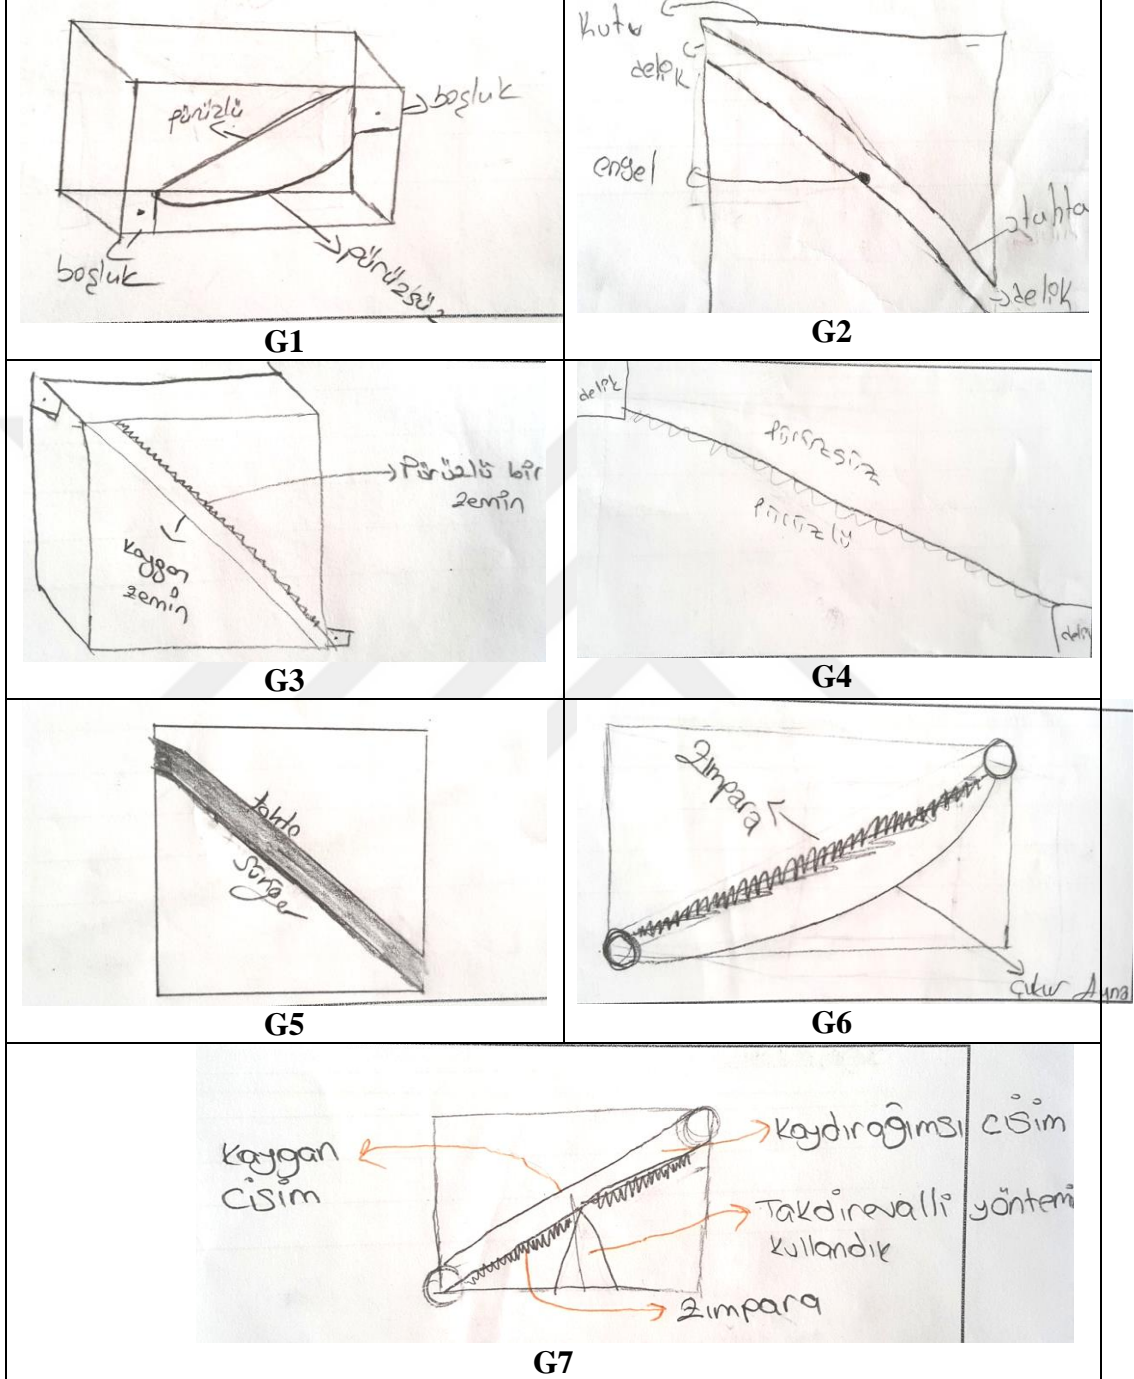 pürüzlü
boşluk
boşluk
pürüzsüz
G1
Kutu
delik
engel
tahta
delik
G2
Pürüzlü bir
zemin
Kaygan
zemin
G3
delik
Pürüzsüz
Pürüzlü
delik
G4
tahta
sünger
G5
Zımpara
Çukur Ayna
G6
Kaygan
Cisim
Kaydırağımsı cisim
Takdirevalli yöntemi
kullandık
Zımpara
G7